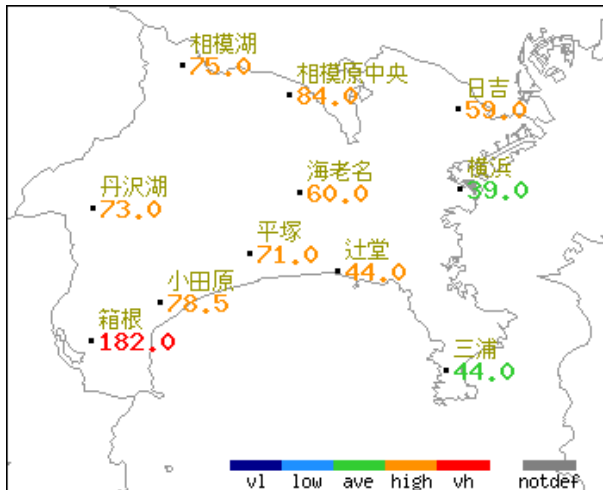 相模湖
75.0
相模原中央
84.0
日吉
59.0
海老名
60.0
横浜
39.0
丹沢湖
73.0
平塚
71.0
辻堂
44.0
小田原
78.5
箱根
182.0
三浦
44.0
vl low ave high vh notdef